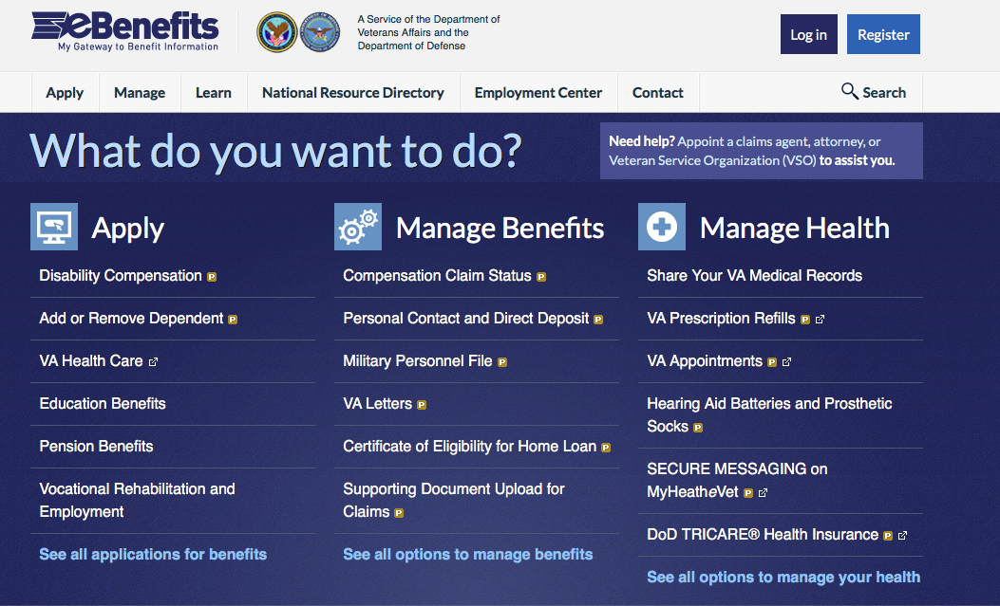 eBenefits
My Gateway to Benefit Information
A Service of the Department of
Veterans Affairs and the
Department of Defense
Log in
Register
Apply
Manage
Learn
National Resource Directory
Employment Center
Contact
Search
What do you want to do?
Need help? Appoint a claims agent, attorney, or
Veteran Service Organization (VSO) to assist you.
Apply
Disability Compensation P
Add or Remove Dependent P
VA Health Care
Education Benefits
Pension Benefits
Vocational Rehabilitation and
Employment
See all applications for benefits
Manage Benefits
Compensation Claim Status P
Personal Contact and Direct Deposit P
Military Personnel File P
VA Letters P
Certificate of Eligibility for Home Loan P
Supporting Document Upload for
Claims P
See all options to manage benefits
Manage Health
Share Your VA Medical Records
VA Prescription Refills P
VA Appointments P
Hearing Aid Batteries and Prosthetic
Socks P
SECURE MESSAGING on
MyHeatheVet P
DoD TRICARE® Health Insurance P
See all options to manage your health